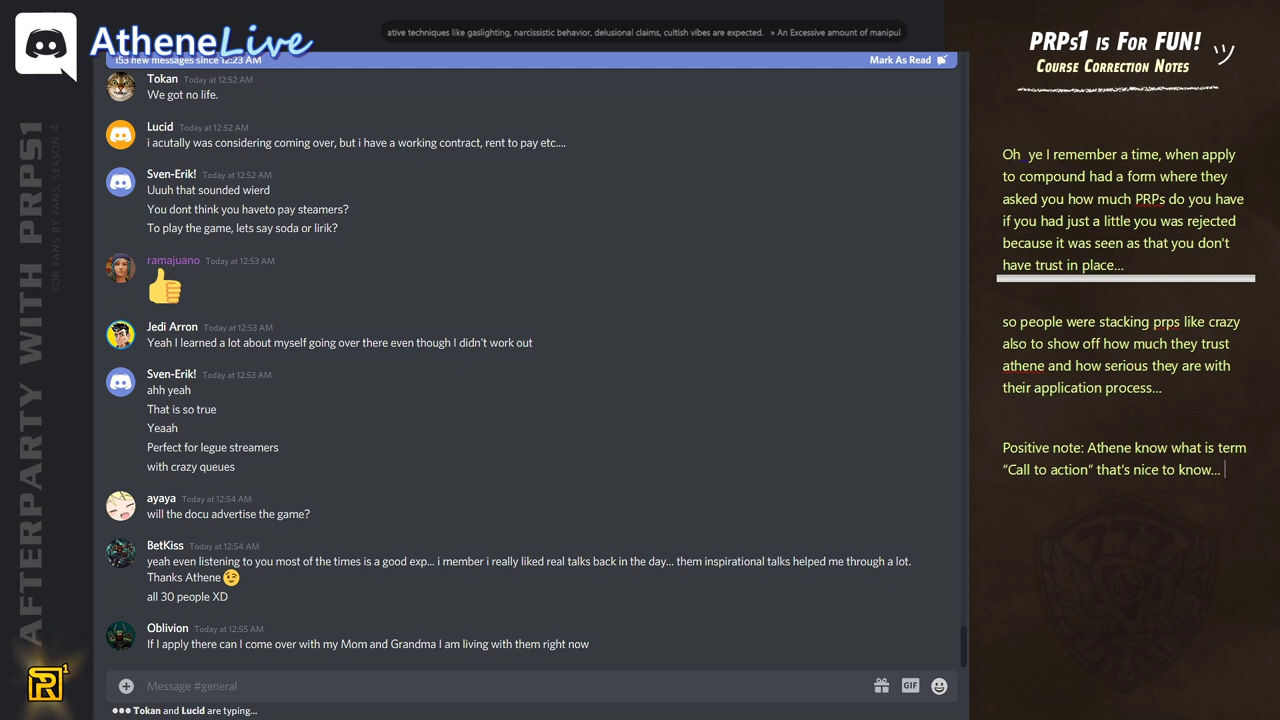 AtheneLive
ative techniques like gaslighting, narcissistic behavior, delusional claims, cultish vibes are expected.   » An Excessive amount of manipul
153 new messages since 12:23 AM
Mark As Read
Tokan Today at 12:52 AM
We got no life.
Lucid Today at 12:52 AM
i acutally was considering coming over, but i have a working contract, rent to pay etc....
Sven-Erik! Today at 12:52 AM
Uuuh that sounded wierd
You dont think you haveto pay steamers?
To play the game, lets say soda or lirik?
ramajuano Today at 12:53 AM
Jedi Arron Today at 12:53 AM
Yeah I learned a lot about myself going over there even though I didn't work out
Sven-Erik! Today at 12:53 AM
ahh yeah
That is so true
Yeaah
Perfect for legue streamers
with crazy queues
ayaya Today at 12:54 AM
will the docu advertise the game?
BetKiss Today at 12:54 AM
yeah even listening to you most of the times is a good exp... i member i really liked real talks back in the day... them inspirational talks helped me through a lot.
Thanks Athene 😉
all 30 people XD
Oblivion Today at 12:55 AM
If I apply there can I come over with my Mom and Grandma I am living with them right now
Message #general
GIF
Tokan and Lucid are typing...
AFTERPARTY WITH PRPS1
FOR FANS BY FANS, SEASON 4
R1
PRPs1 is For FUN!
Course Correction Notes
ツ
Oh ye I remember a time, when apply
to compound had a form where they
asked you how much PRPs do you have
if you had just a little you was rejected
because it was seen as that you don't
have trust in place...
so people were stacking prps like crazy
also to show off how much they trust
athene and how serious they are with
their application process...
Positive note: Athene know what is term
“Call to action” that's nice to know...